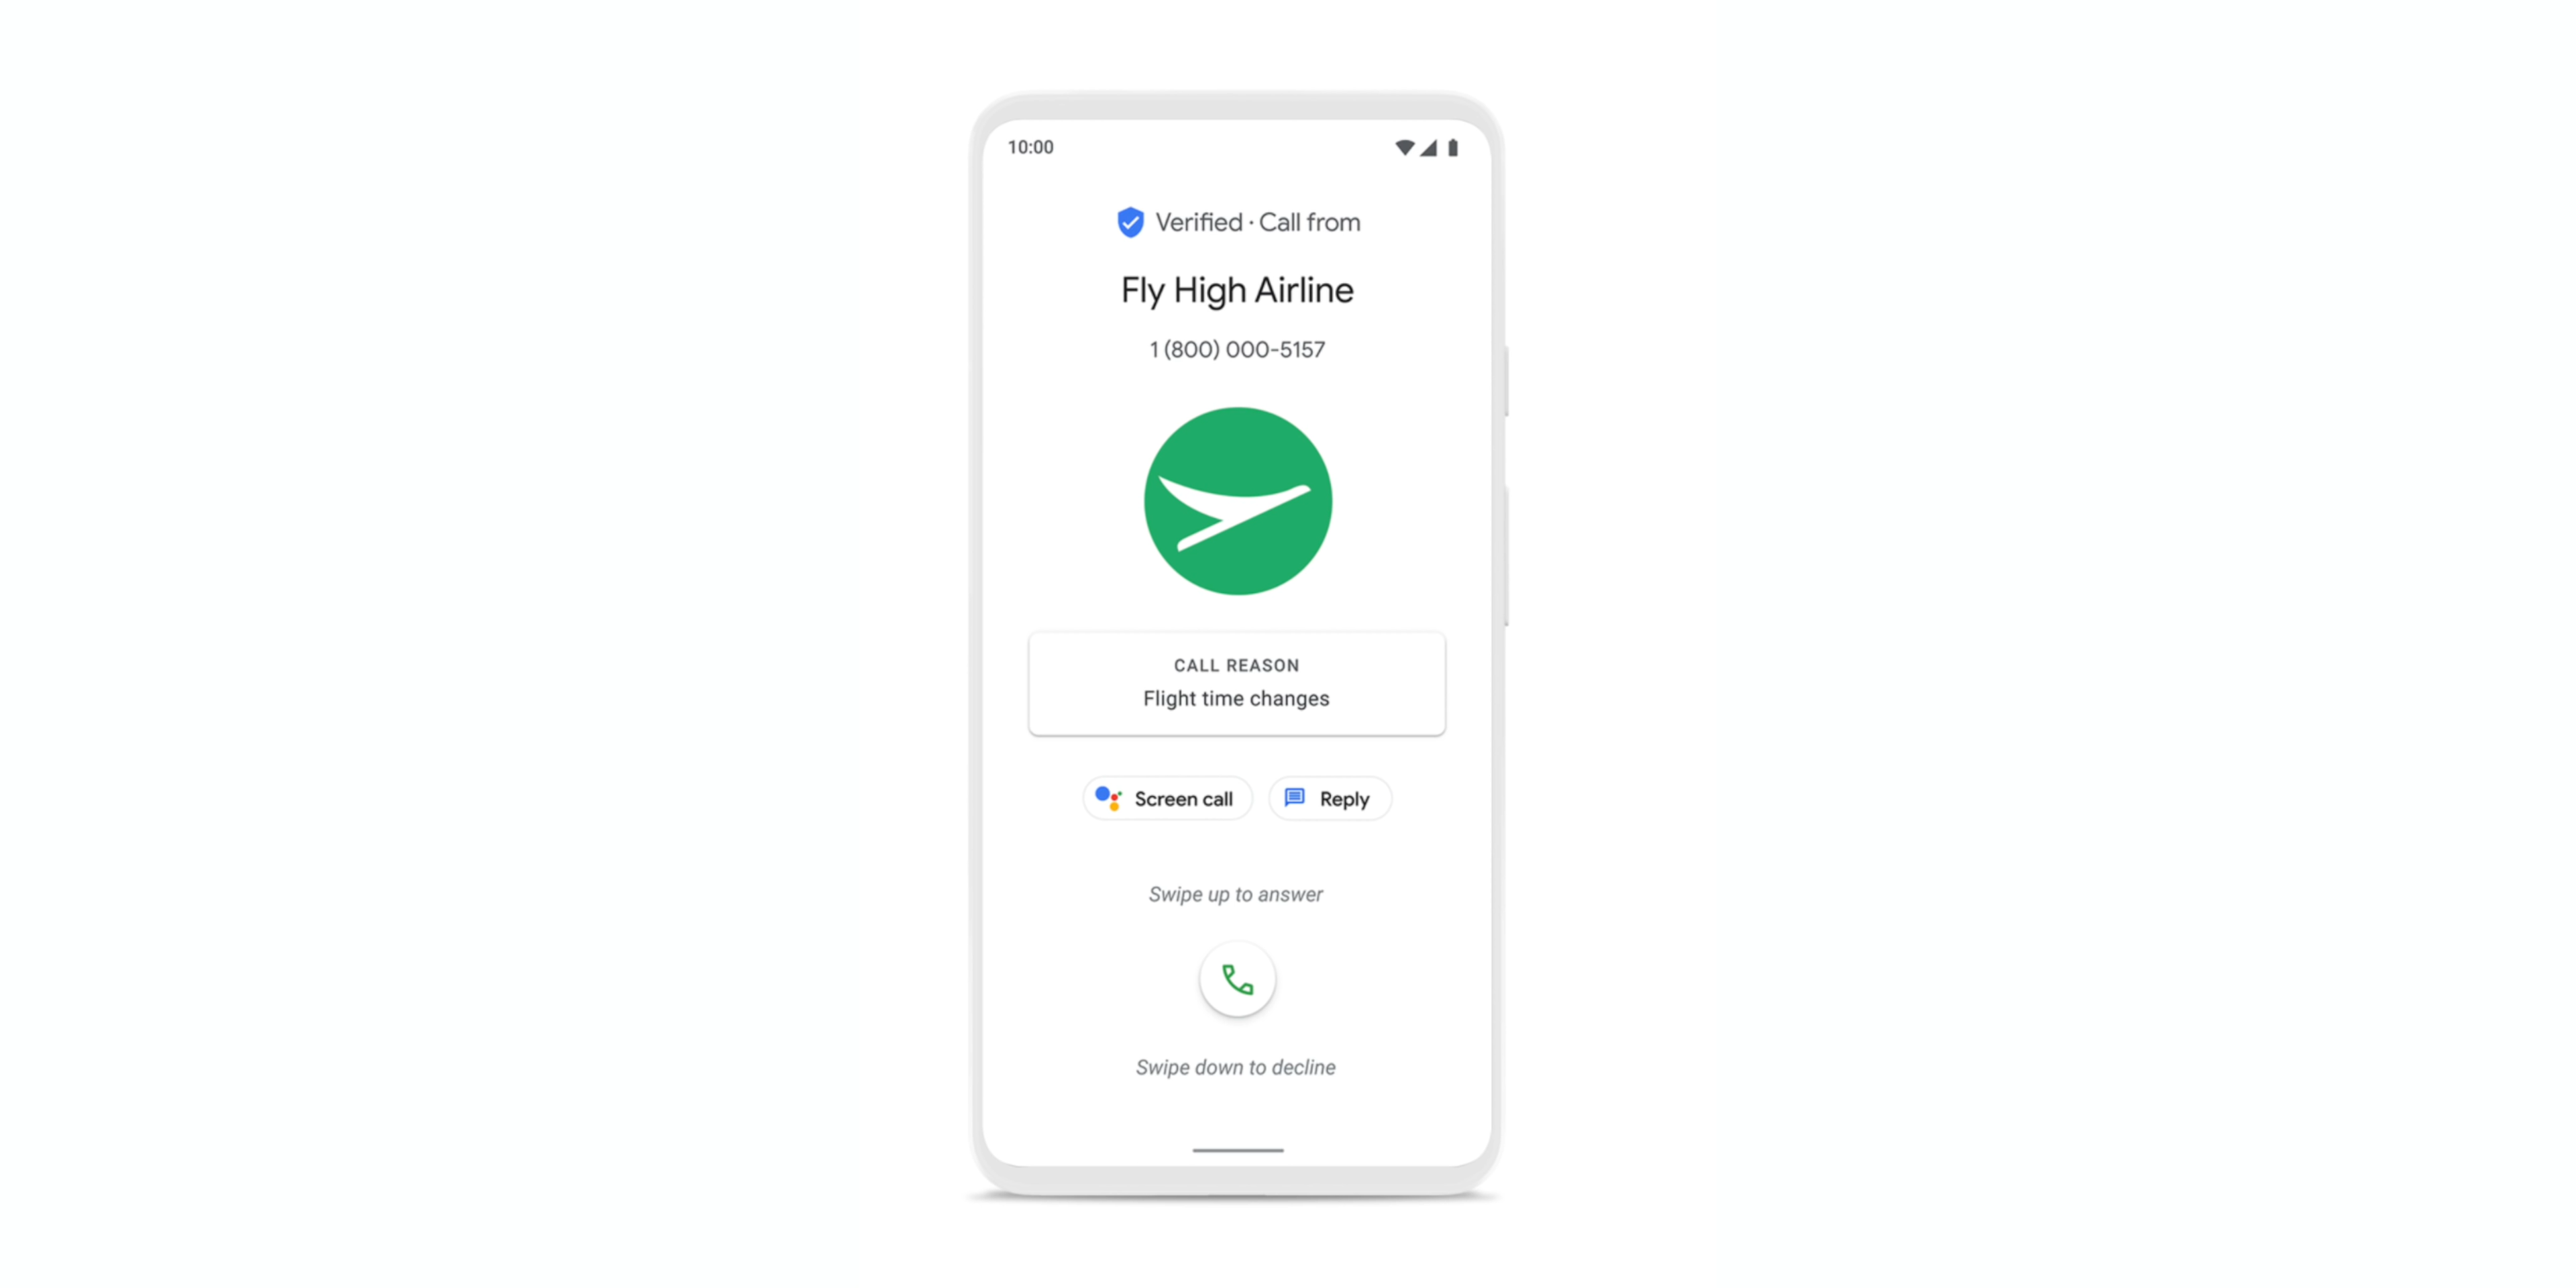 10:00
Verified · Call from
Fly High Airline
1 (800) 000-5157
CALL REASON
Flight time changes
Screen call
Reply
Swipe up to answer
Swipe down to decline